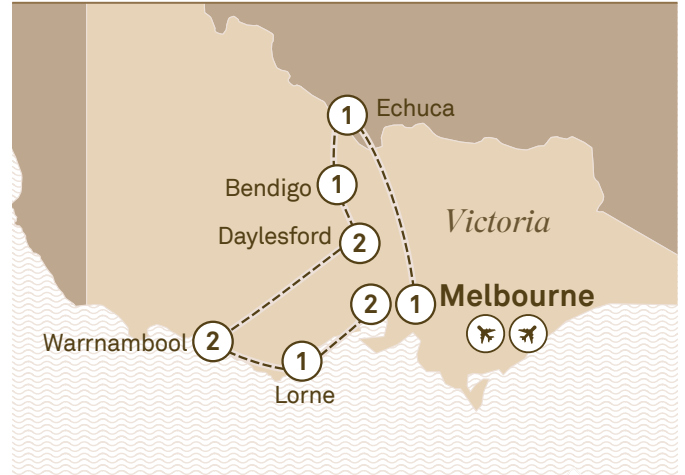 1
Echuca
Bendigo
1
Daylesford
2
Victoria
2
1
Melbourne
Warrnambool
2
1
Lorne